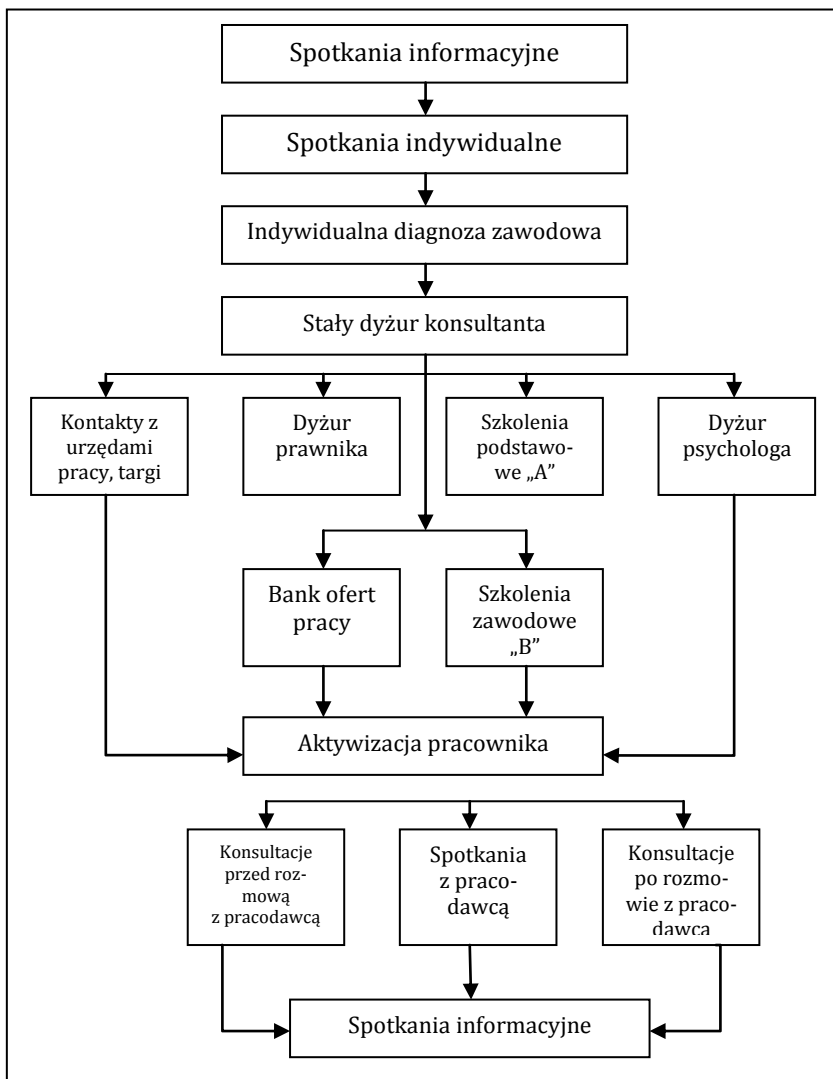 Spotkania informacyjne
Spotkania indywidualne
Indywidualna diagnoza zawodowa
Stały dyżur konsultanta
Kontakty z
urzędami
pracy, targi
Dyżur
prawnika
Szkolenia
podstawo-
we „A”
Dyżur
psychologa
Bank ofert
pracy
Szkolenia
zawodowe
„B”
Aktywizacja pracownika
Konsultacje
przed roz-
mową
z pracodawcą
Spotkania
z praco-
dawcą
Konsultacje
po rozmo-
wie z praco-
dawcą
Spotkania informacyjne